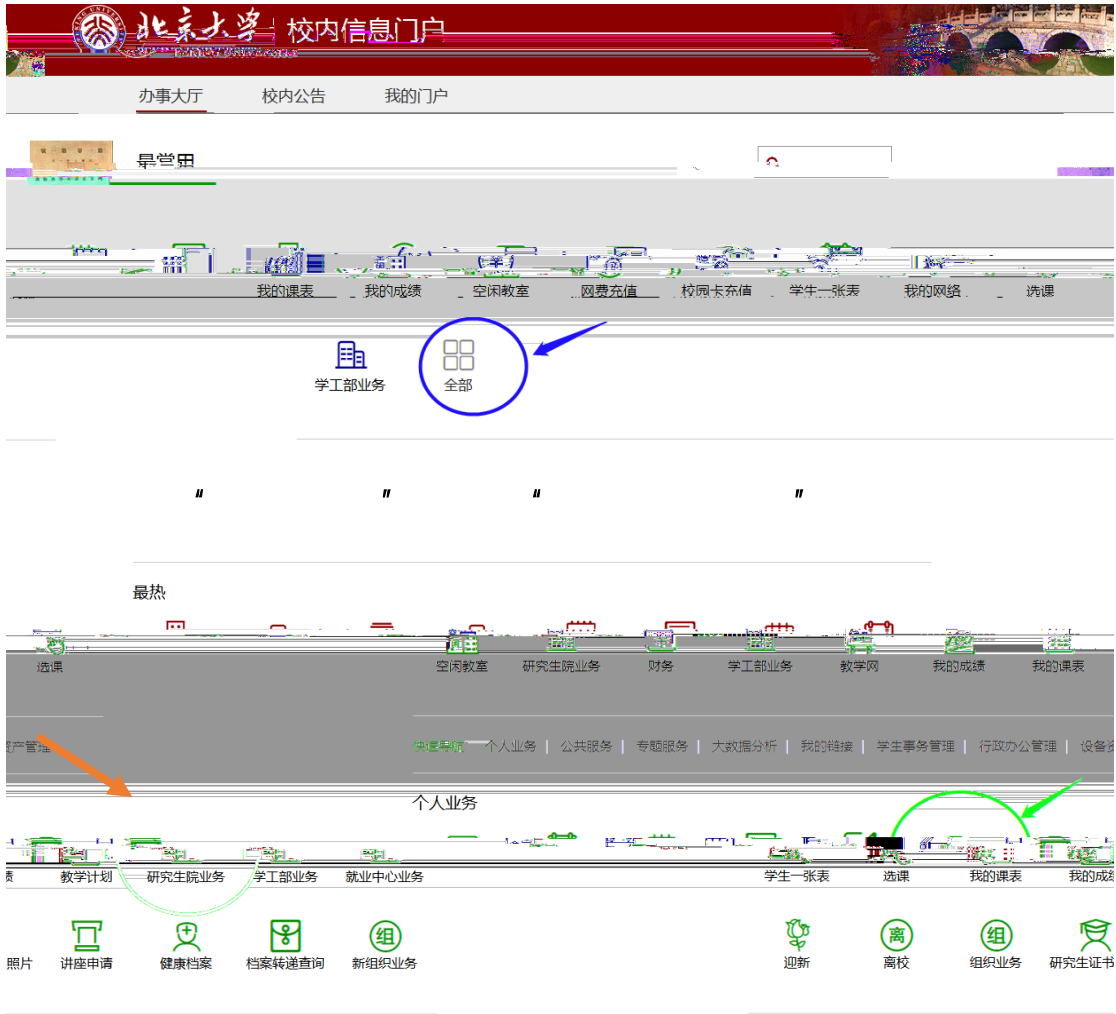 北京大学 校内信息门户
办事大厅 校内公告 我的门户
最常用
我的课表 我的成绩 空闲教室 网费充值 校园卡充值 学生一张表 我的网络 选课
学工部业务 全部
“ ” “ ”
最热
选课 空闲教室 研究生院业务 财务 学工部业务 教学网 我的成绩 我的课表
资产管理 快速导航 个人业务 | 公共服务 | 专题服务 | 大数据分析 | 我的链接 | 学生事务管理 | 行政办公管理 | 设备资
个人业务
绩 教学计划 研究生院业务 学工部业务 就业中心业务 学生一张表 选课 我的课表 我的成绩
组 离 组
照片 讲座申请 健康档案 档案转递查询 新组织业务 迎新 离校 组织业务 研究生证书